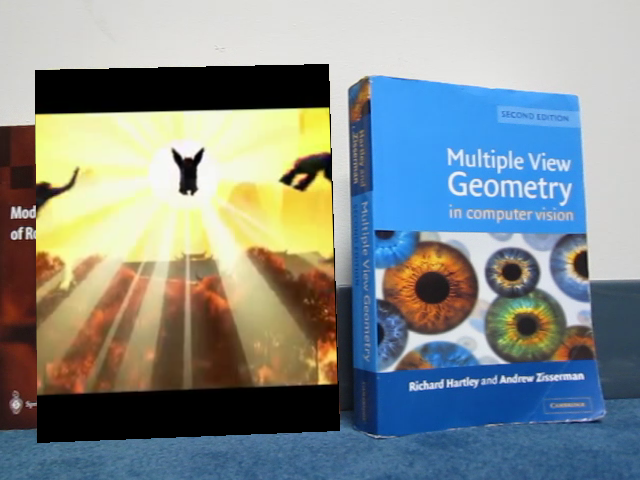 Mod
of Ro
SECOND EDITION
Multiple View
Geometry
in computer vision
Hartley and
Zisserman
Multiple View Geometry
Richard Hartley and Andrew Zisserman
CAMBRIDGE